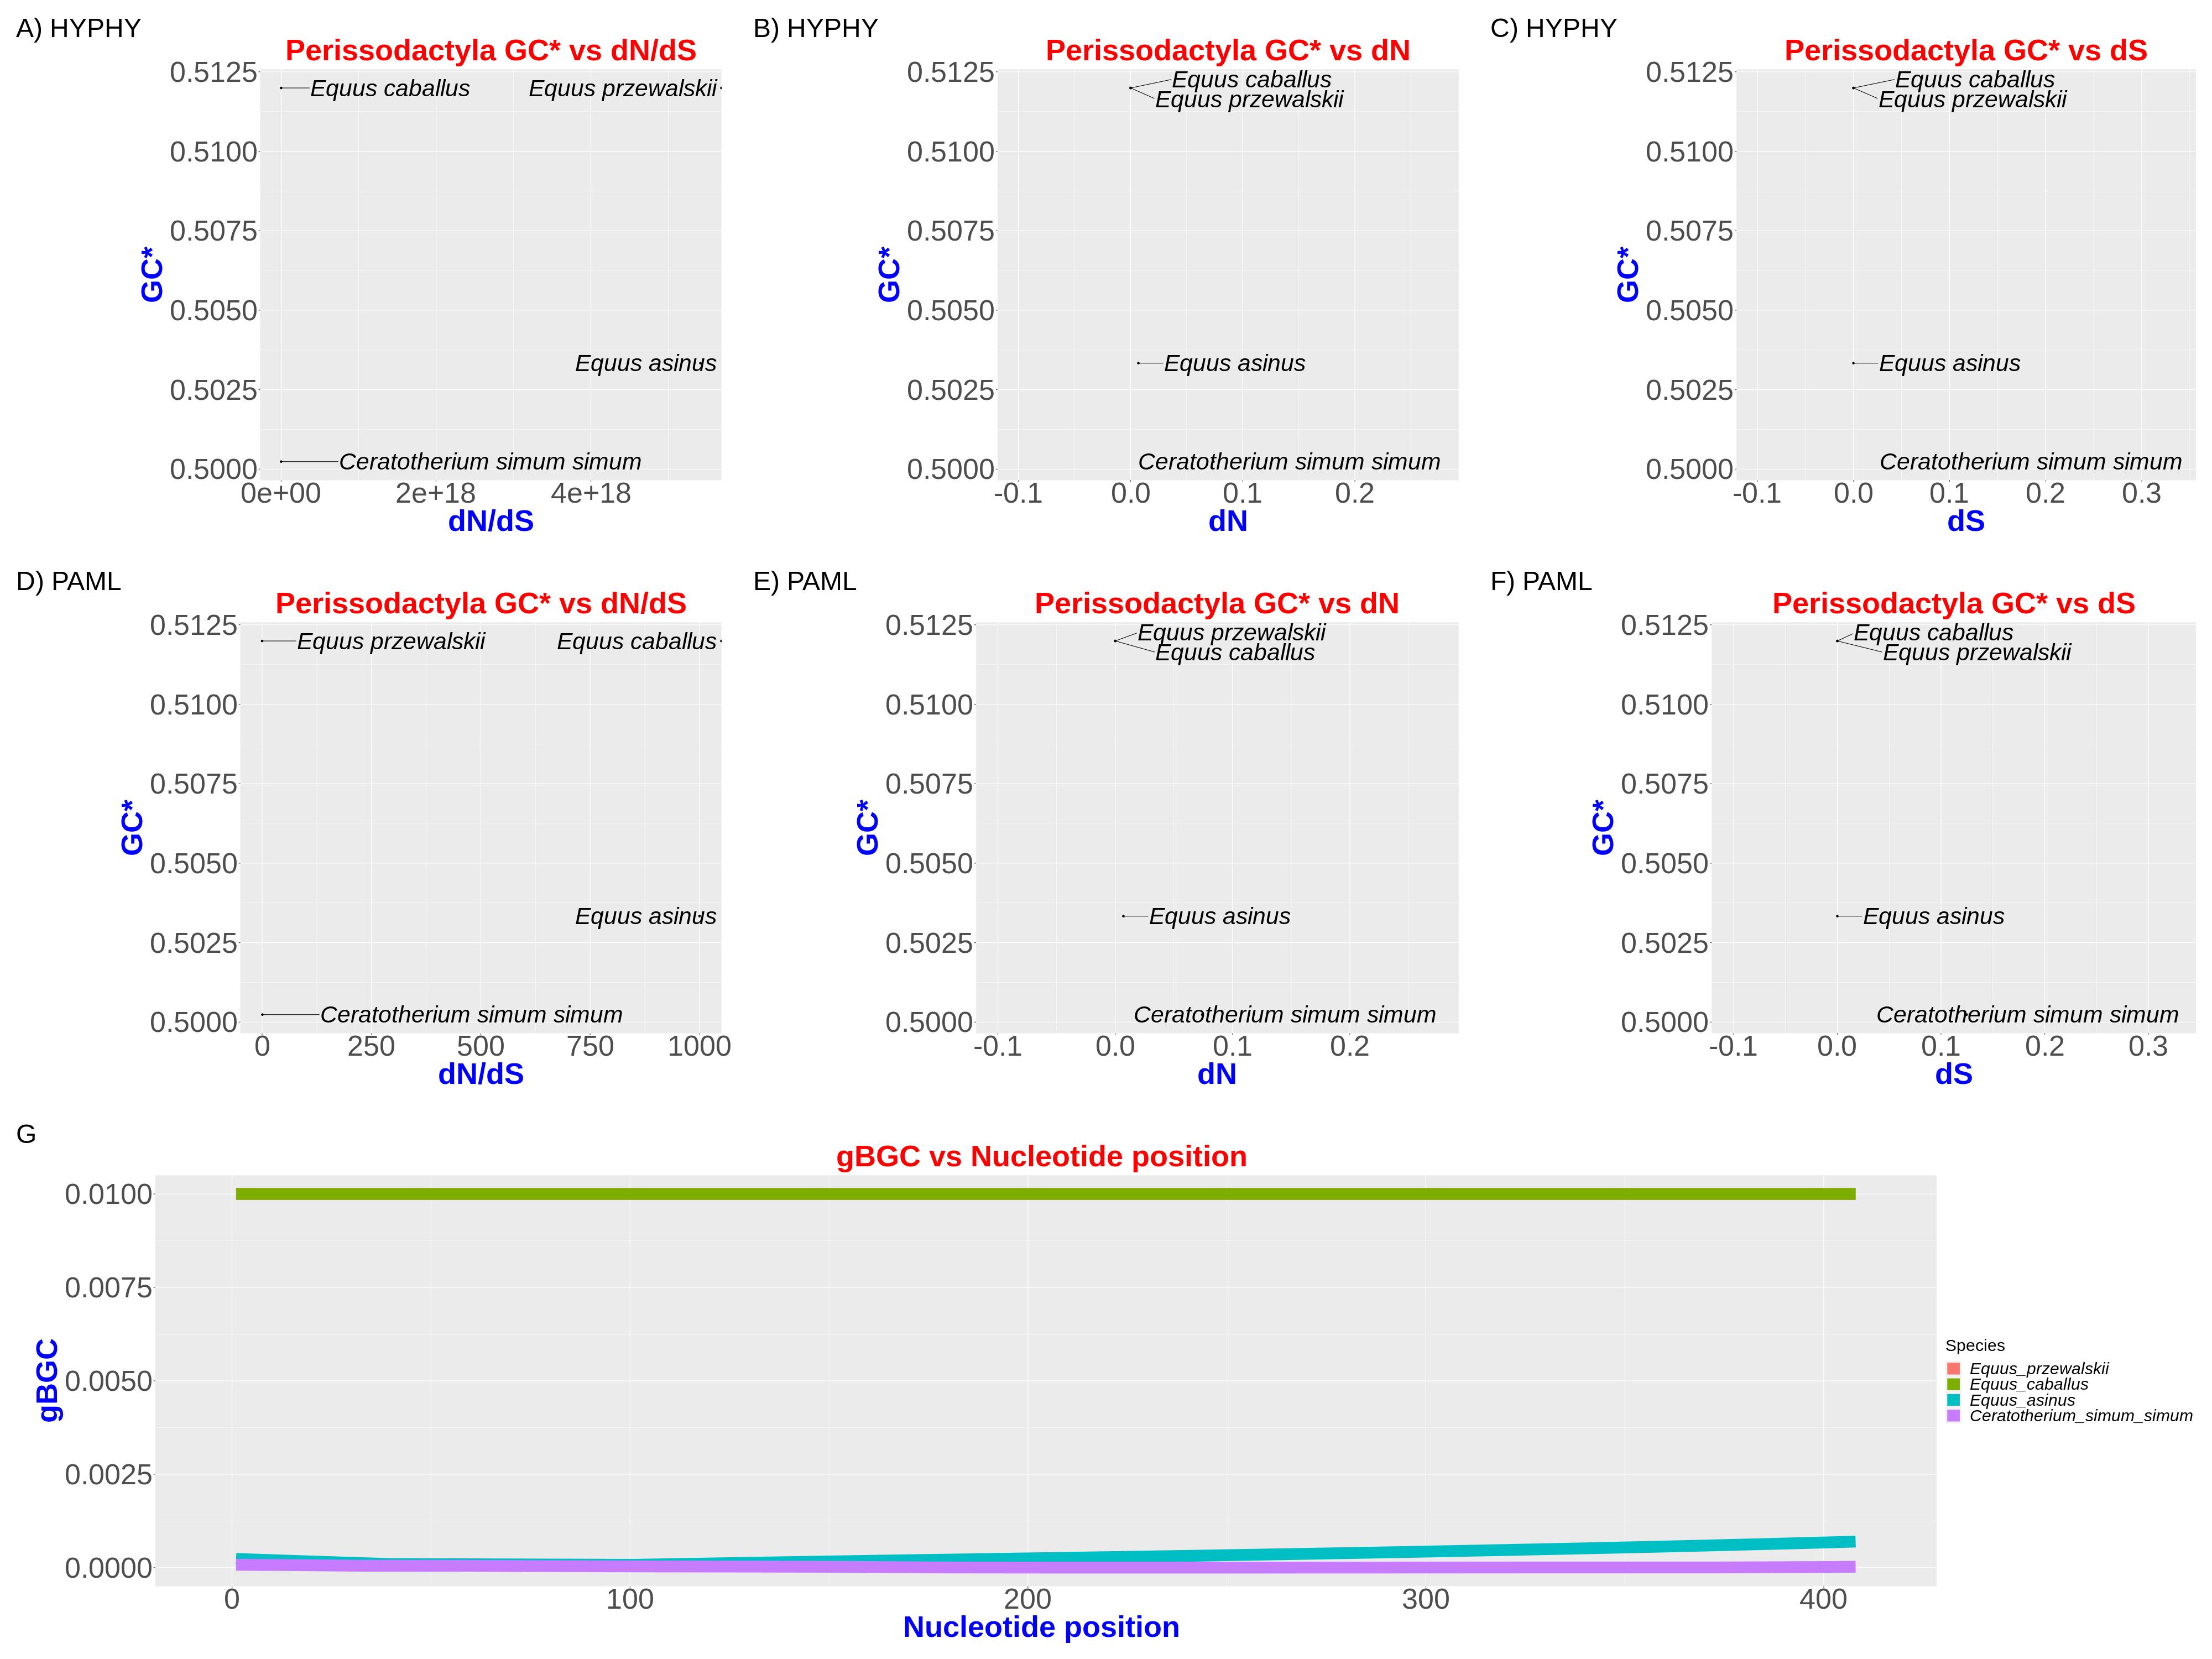 A) HYPHY
Perissodactyla GC* vs dN/dS
0.5125
0.5100
0.5075
0.5050
0.5025
0.5000
GC*
Equus caballus
Equus przewalskii
Equus asinus
Ceratotherium simum simum
0e+00 2e+18 4e+18
dN/dS
B) HYPHY
Perissodactyla GC* vs dN
0.5125
0.5100
0.5075
0.5050
0.5025
0.5000
GC*
Equus caballus
Equus przewalskii
Equus asinus
Ceratotherium simum simum
-0.1 0.0 0.1 0.2
dN
C) HYPHY
Perissodactyla GC* vs dS
0.5125
0.5100
0.5075
0.5050
0.5025
0.5000
GC*
Equus caballus
Equus przewalskii
Equus asinus
Ceratotherium simum simum
-0.1 0.0 0.1 0.2 0.3
dS
D) PAML
Perissodactyla GC* vs dN/dS
0.5125
0.5100
0.5075
0.5050
0.5025
0.5000
GC*
Equus przewalskii
Equus caballus
Equus asinus
Ceratotherium simum simum
0 250 500 750 1000
dN/dS
E) PAML
Perissodactyla GC* vs dN
0.5125
0.5100
0.5075
0.5050
0.5025
0.5000
GC*
Equus przewalskii
Equus caballus
Equus asinus
Ceratotherium simum simum
-0.1 0.0 0.1 0.2
dN
F) PAML
Perissodactyla GC* vs dS
0.5125
0.5100
0.5075
0.5050
0.5025
0.5000
GC*
Equus caballus
Equus przewalskii
Equus asinus
Ceratotherium simum simum
-0.1 0.0 0.1 0.2 0.3
dS
G
gBGC vs Nucleotide position
0.0100
0.0075
0.0050
0.0025
0.0000
gBGC
0 100 200 300 400
Nucleotide position
Species
Equus_przewalskii
Equus_caballus
Equus_asinus
Ceratotherium_simum_simum